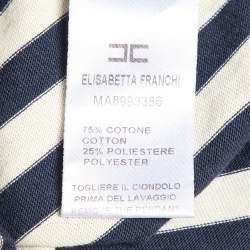 ELISABETTA FRANCHI
MA8993386
75% COTONE
COTTON
25% POLIESTERE
POLYESTER
TOGLIERE IL CIONDOLO
PRIMA DEL LAVAGGIO